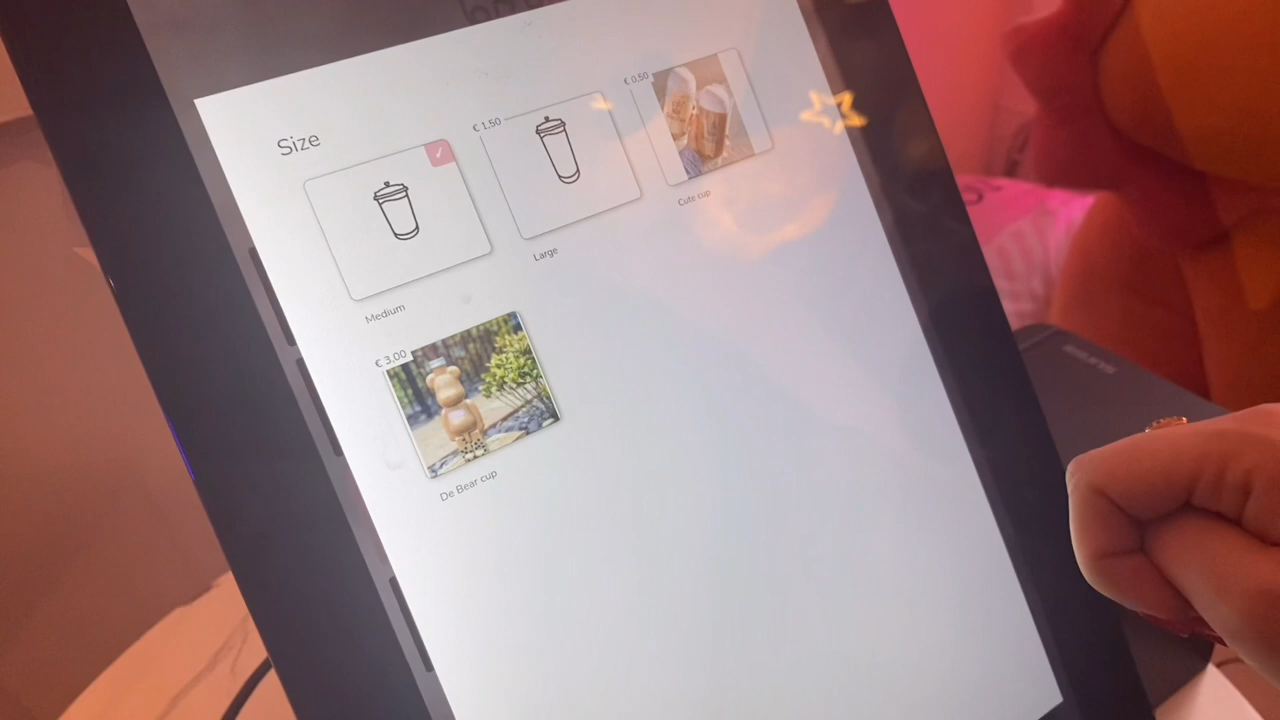 Size
Medium
€ 1,50
Large
€ 0,50
Cute cup
€ 3,00
De Bear cup